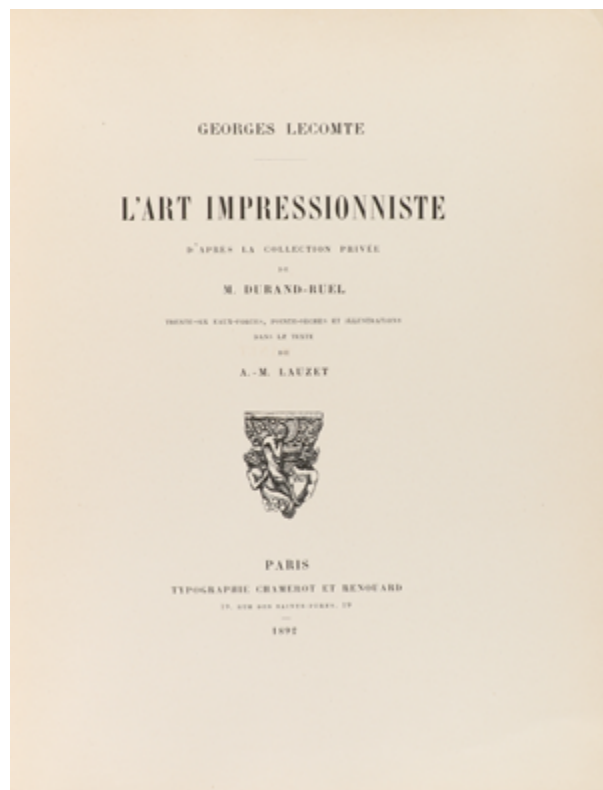 GEORGES LECOMTE
L'ART IMPRESSIONNISTE
D'APRÈS LA COLLECTION PRIVÉE
DE
M. DURAND-RUEL
TRENTE-SIX EAUX-FORTES, POINTE-SÈCHES ET ILLUSTRATIONS
DANS LE TEXTE
DE
A.-M. LAUZET
PARIS
TYPOGRAPHIE CHAMEROT ET RENOUARD
19, RUE DES SAINTS-PÈRES, 19
1892